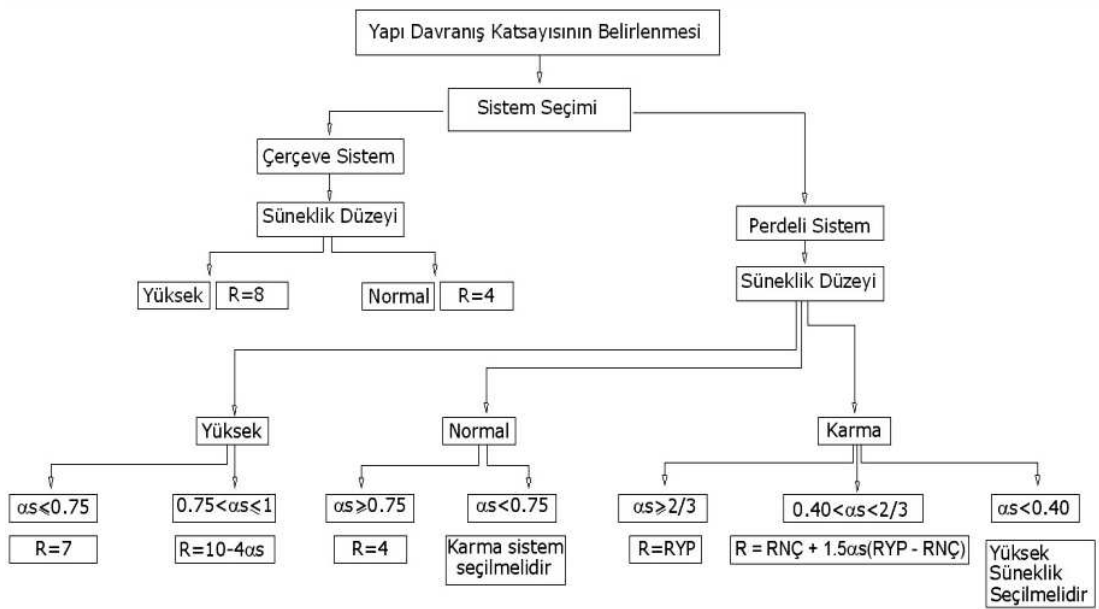 Yapı Davranış Katsayısının Belirlenmesi
Sistem Seçimi
Çerçeve Sistem
Süneklik Düzeyi
Yüksek
R=8
Normal
R=4
Perdeli Sistem
Süneklik Düzeyi
Yüksek
αs⩽0.75
R=7
0.75<αs⩽1
R=10-4αs
Normal
αs⩾0.75
R=4
αs<0.75
Karma sistem
seçilmelidir
Karma
αs⩾2/3
R=RYP
0.40<αs<2/3
R = RNÇ + 1.5αs(RYP - RNÇ)
αs<0.40
Yüksek
Süneklik
Seçilmelidir